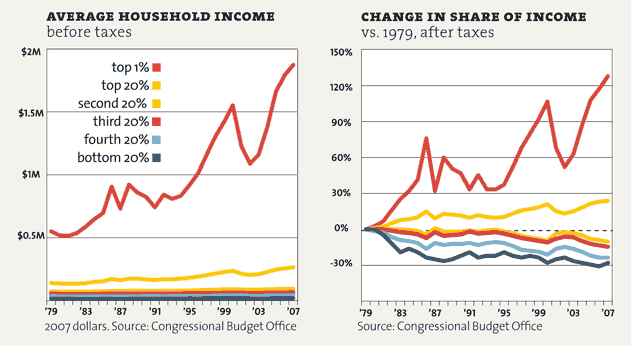 AVERAGE HOUSEHOLD INCOME
before taxes
$2M
$1.5M
$1M
$0.5M
top 1%
top 20%
second 20%
third 20%
fourth 20%
bottom 20%
'79 '83 '87 '91 '95 '99 '03 '07
2007 dollars. Source: Congressional Budget Office
CHANGE IN SHARE OF INCOME
vs. 1979, after taxes
150%
120%
90%
60%
30%
0%
-30%
'79 '83 '87 '91 '95 '99 '03 '07
Source: Congressional Budget Office